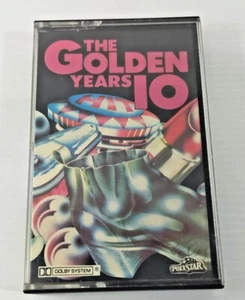 THE
GOLDEN
YEARS 10
DOLBY SYSTEM ®
POLYSTAR